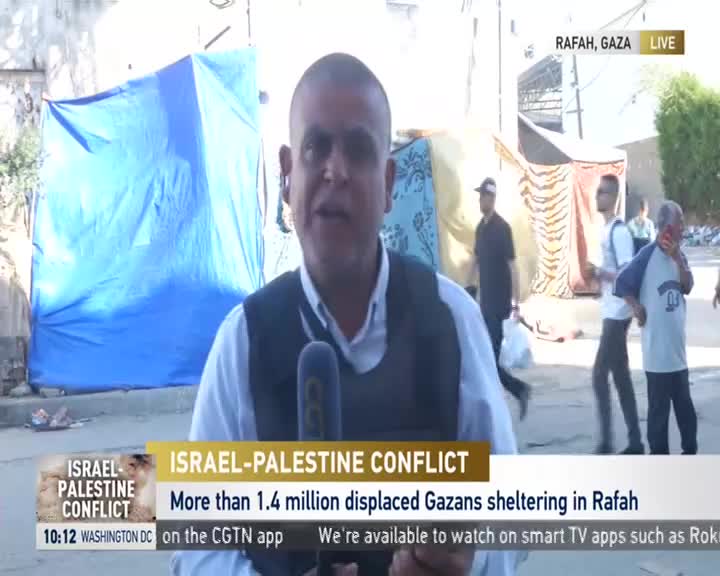 RAFAH, GAZA LIVE
ISRAEL-PALESTINE CONFLICT
ISRAEL-
PALESTINE
CONFLICT
More than 1.4 million displaced Gazans sheltering in Rafah
10:12 WASHINGTON DC on the CGTN app We're available to watch on smart TV apps such as Rok